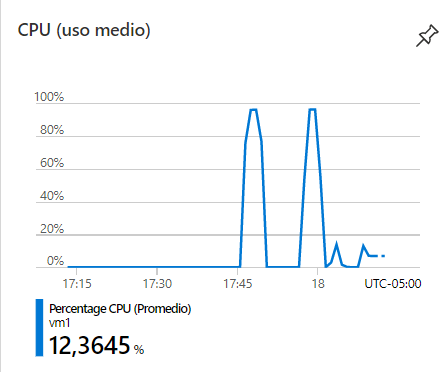 CPU (uso medio)
100%
80%
60%
40%
20%
0%
17:15 17:30 17:45 18 UTC-05:00
Percentage CPU (Promedio)
vm1
12,3645 %